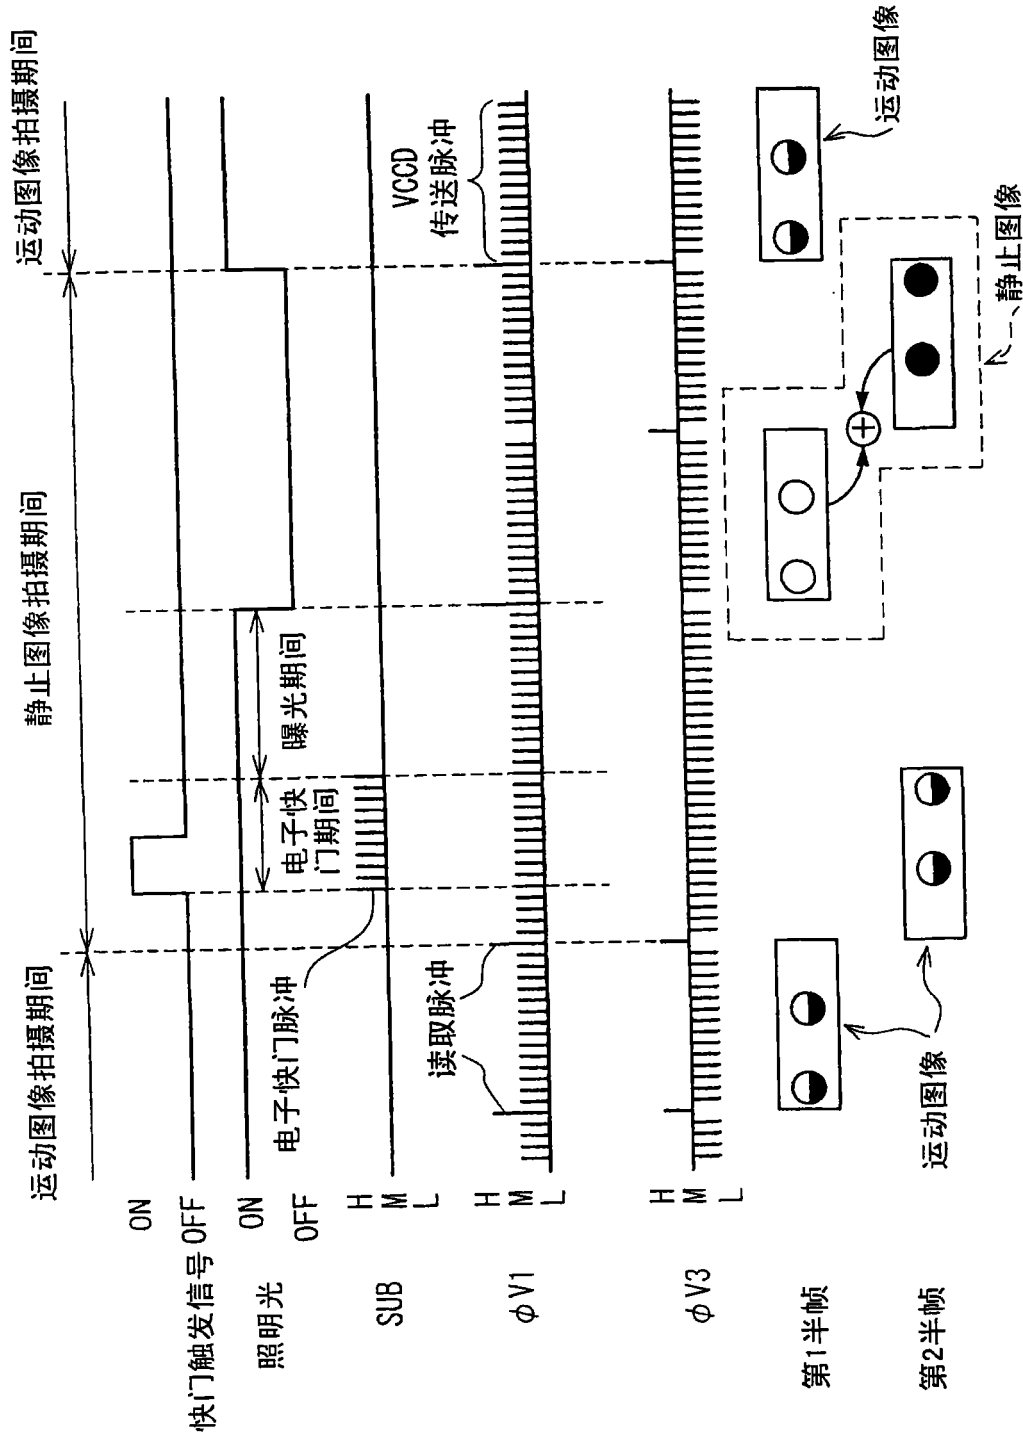 运动图像拍摄期间
静止图像拍摄期间
运动图像拍摄期间
ON
快门触发信号 OFF
ON
照明光
OFF
曝光期间
电子快
门期间
电子快门脉冲
H
SUB
M
L
读取脉冲
VCCD
传送脉冲
H
φV1
M
L
H
φV3
M
L
第1半帧
第2半帧
运动图像
静止图像
运动图像